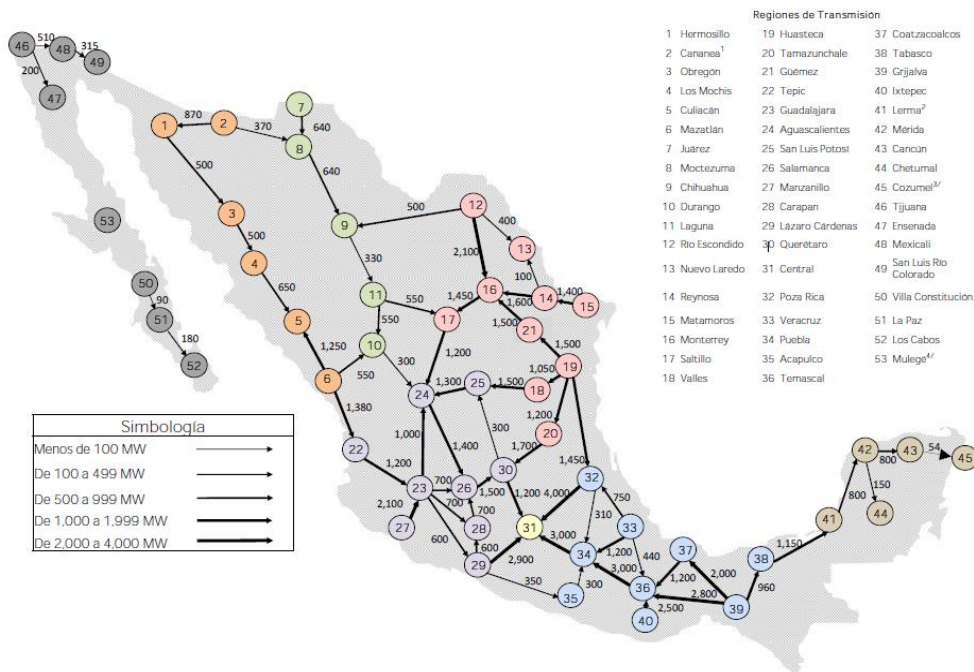 Regiones de Transmisión
1 Hermosillo 19 Huasteca 37 Coatzacoalcos
2 Cananea¹ 20 Tamazunchale 38 Tabasco
3 Obregón 21 Güémez 39 Grijalva
4 Los Mochis 22 Tepic 40 Ixtepec
5 Culiacán 23 Guadalajara 41 Lerma²
6 Mazatlán 24 Aguascalientes 42 Mérida
7 Juárez 25 San Luis Potosí 43 Cancún
8 Moctezuma 26 Salamanca 44 Chetumal
9 Chihuahua 27 Manzanillo 45 Cozumel³/
10 Durango 28 Carapan 46 Tijuana
11 Laguna 29 Lázaro Cárdenas 47 Ensenada
12 Río Escondido 30 Querétaro 48 Mexicali
13 Nuevo Laredo 31 Central 49 San Luis Río Colorado
14 Reynosa 32 Poza Rica 50 Villa Constitución
15 Matamoros 33 Veracruz 51 La Paz
16 Monterrey 34 Puebla 52 Los Cabos
17 Saltillo 35 Acapulco 53 Mulegé⁴/
18 Valles 36 Temascal
46 510 48 315 49
200
47
1 870 2 370 8
7 640
640
500
3
500
4
650
5
1,250
6
550
53
50
90
51
180
52
9 500 12 400 13
330
2,100
100
11 550 17 1,450 16 1,600 14 1,400 15
550
1,500
21
1,500
10
300
1,200
19
1,050
18 1,500 25 1,300 24
1,200
20
1,700
300
1,380
22
1,200
1,000
1,400
23 700 26 1,500 30
2,100
27
700
700
28
600
600
29
2,900
350
35
300
1,200
31
4,000
1,450
32
310
750
33
3,000
34
1,200
440
3,000
36
1,200
37
2,000
2,800
39
2,500
40
960
38
1,150
41
800
42
800
43
54
45
150
44
Simbología
Menos de 100 MW
De 100 a 499 MW
De 500 a 999 MW
De 1,000 a 1,999 MW
De 2,000 a 4,000 MW